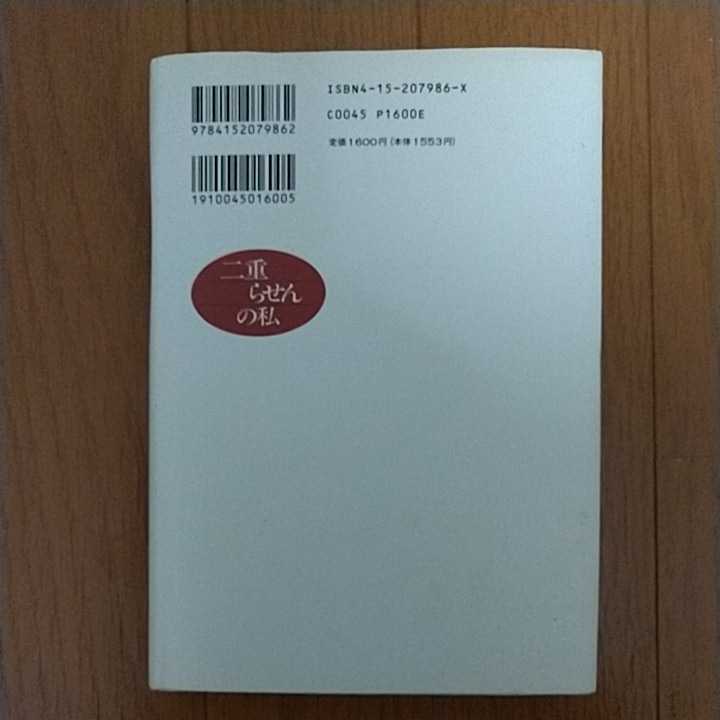 ISBN4-15-207986-X
C0045 P1600E
定価1600円(本体1553円)
9784152079862
1910045016005
二重
らせん
の私